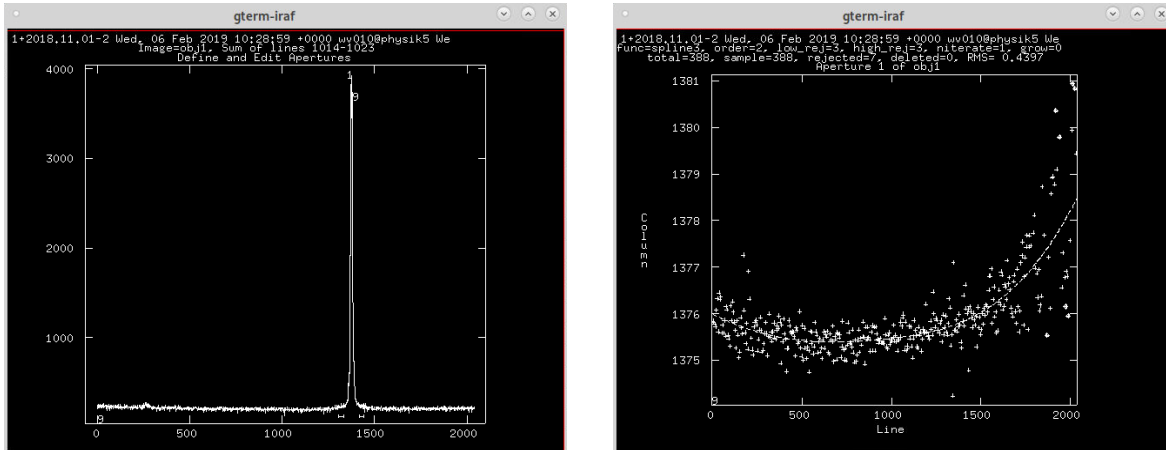 gterm-iraf
1+2018.11.01-2 Wed, 06 Feb 2019 10:28:59 +0000 wv010@physik5 We
Image=obj1, Sum of lines 1014-1023
Define and Edit Apertures
4000
3000
2000
1000
1
9
9
0
500
1000
1500
2000
gterm-iraf
1+2018.11.01-2 Wed, 06 Feb 2019 10:28:59 +0000 wv010@physik5 We
func=spline3, order=2, low_rej=3, high_rej=3, niterate=1, grow=0
total=388, sample=388, rejected=7, deleted=0, RMS= 0.4397
Aperture 1 of obj1
1381
1380
1379
1378
1377
1376
1375
Column
9
0
500
1000
1500
2000
Line